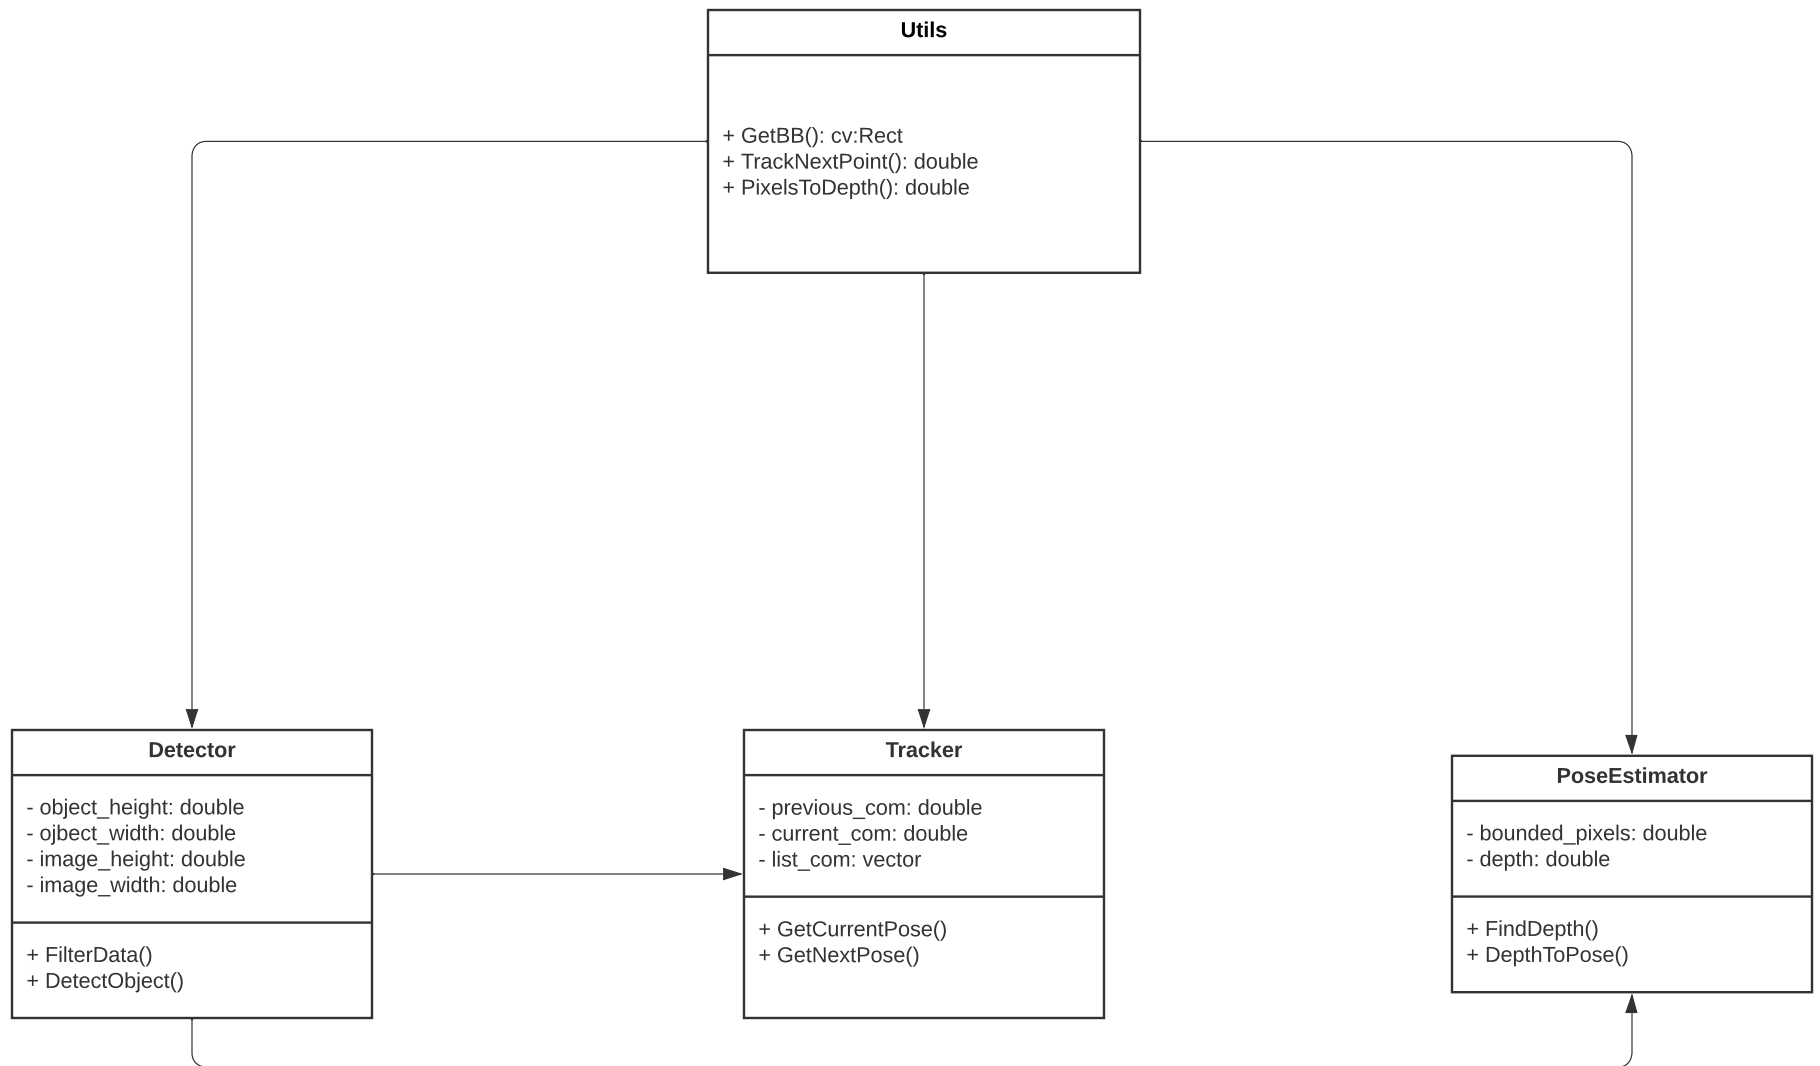 Utils
+ GetBB(): cv:Rect
+ TrackNextPoint(): double
+ PixelsToDepth(): double
Detector
- object_height: double
- ojbect_width: double
- image_height: double
- image_width: double
+ FilterData()
+ DetectObject()
Tracker
- previous_com: double
- current_com: double
- list_com: vector
+ GetCurrentPose()
+ GetNextPose()
PoseEstimator
- bounded_pixels: double
- depth: double
+ FindDepth()
+ DepthToPose()